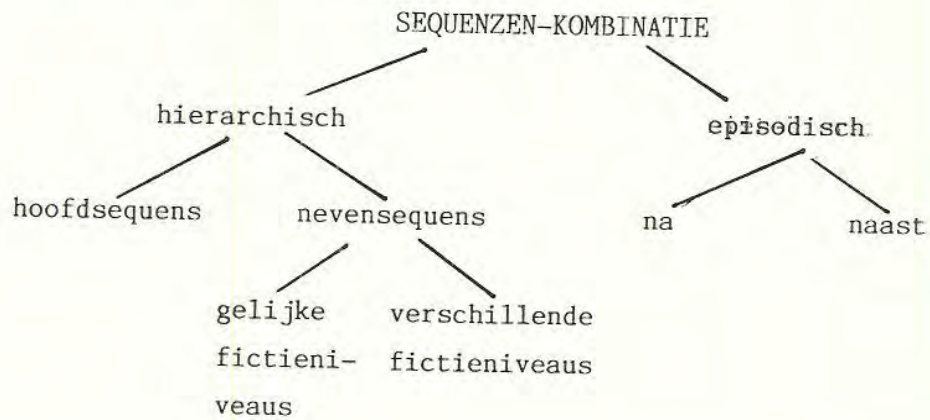 SEQUENZEN-KOMBINATIE
hierarchisch
episodisch
hoofdsequens
nevensequens
na
naast
gelijke
fictieni-
veaus
verschillende
fictieniveaus